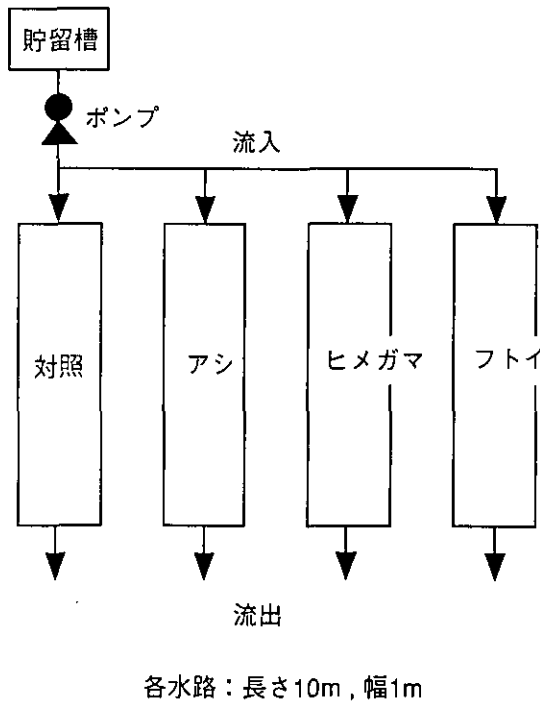 貯留槽
ポンプ
流入
対照
アシ
ヒメガマ
フトイ
流出
各水路：長さ10m , 幅1m